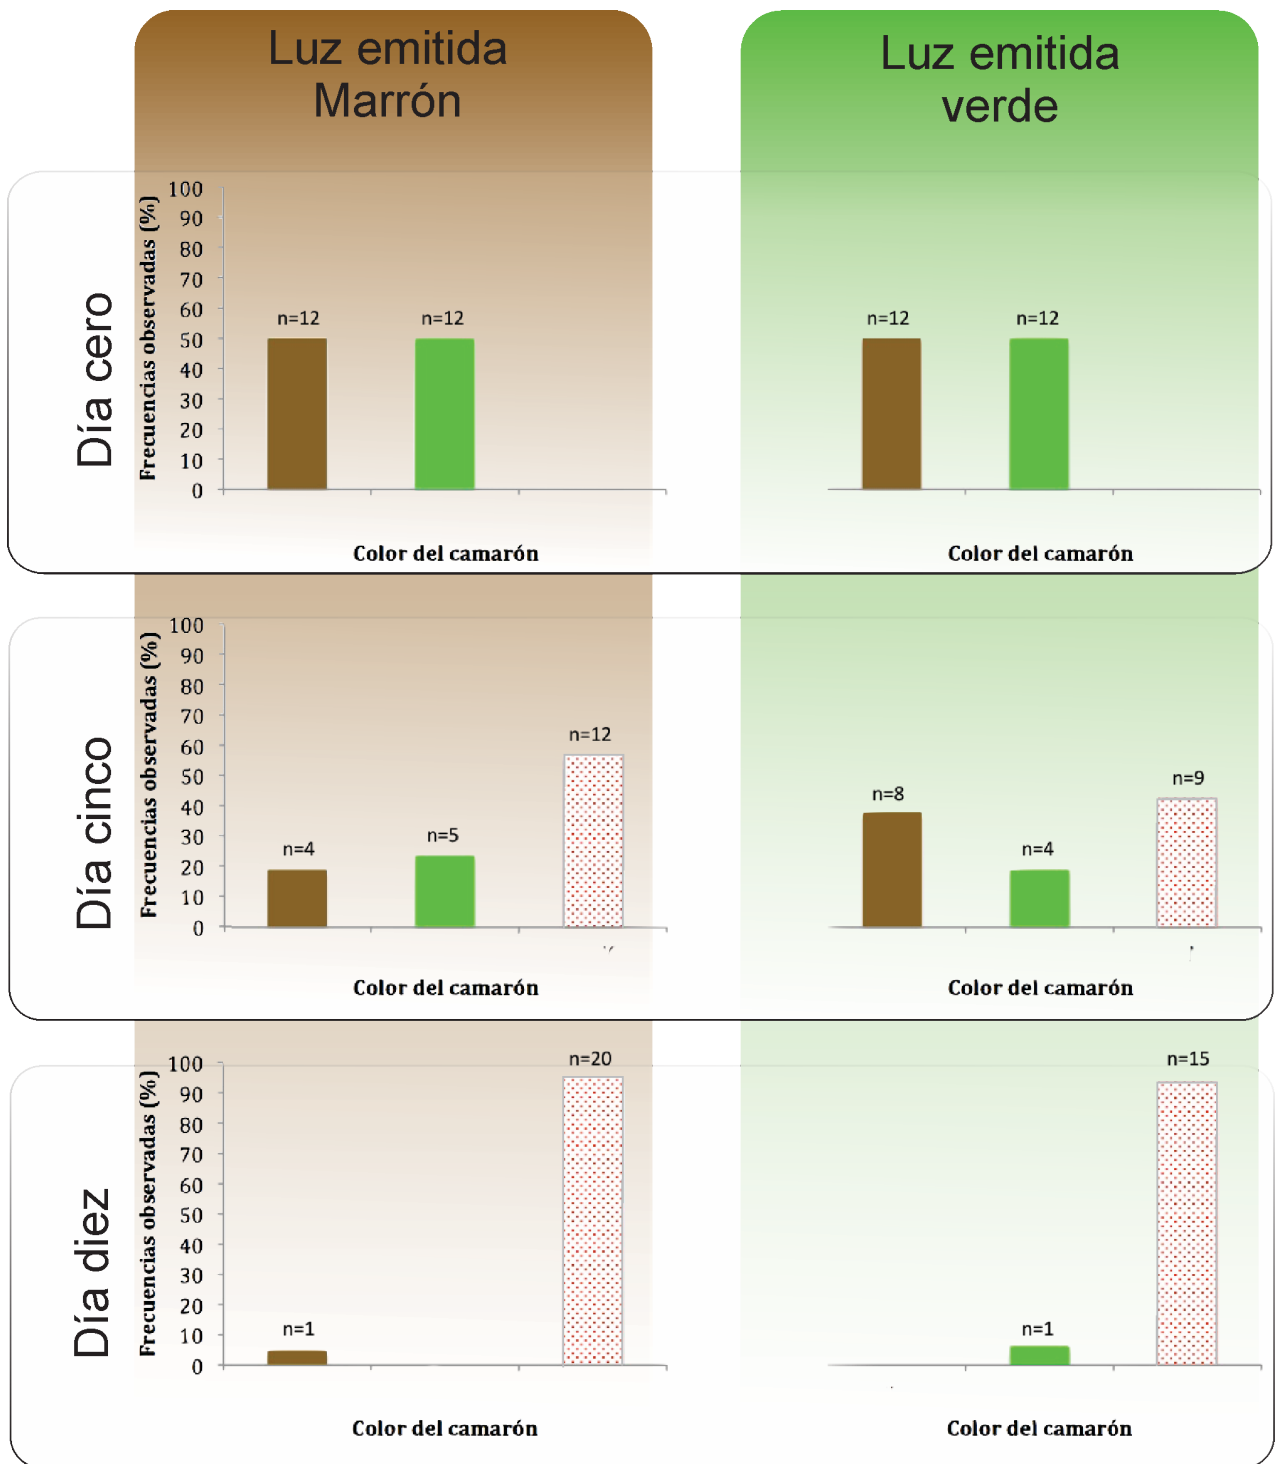 Luz emitida
Marrón
Luz emitida
verde
Día cero
Frecuencias observadas (%)
100
90
80
70
60
50
40
30
20
10
0
n=12
n=12
Color del camarón
n=12
n=12
Color del camarón
Día cinco
Frecuencias observadas (%)
100
90
80
70
60
50
40
30
20
10
0
n=4
n=5
n=12
Color del camarón
n=8
n=4
n=9
Color del camarón
Día diez
Frecuencias observadas (%)
100
90
80
70
60
50
40
30
20
10
0
n=1
n=20
Color del camarón
n=1
n=15
Color del camarón